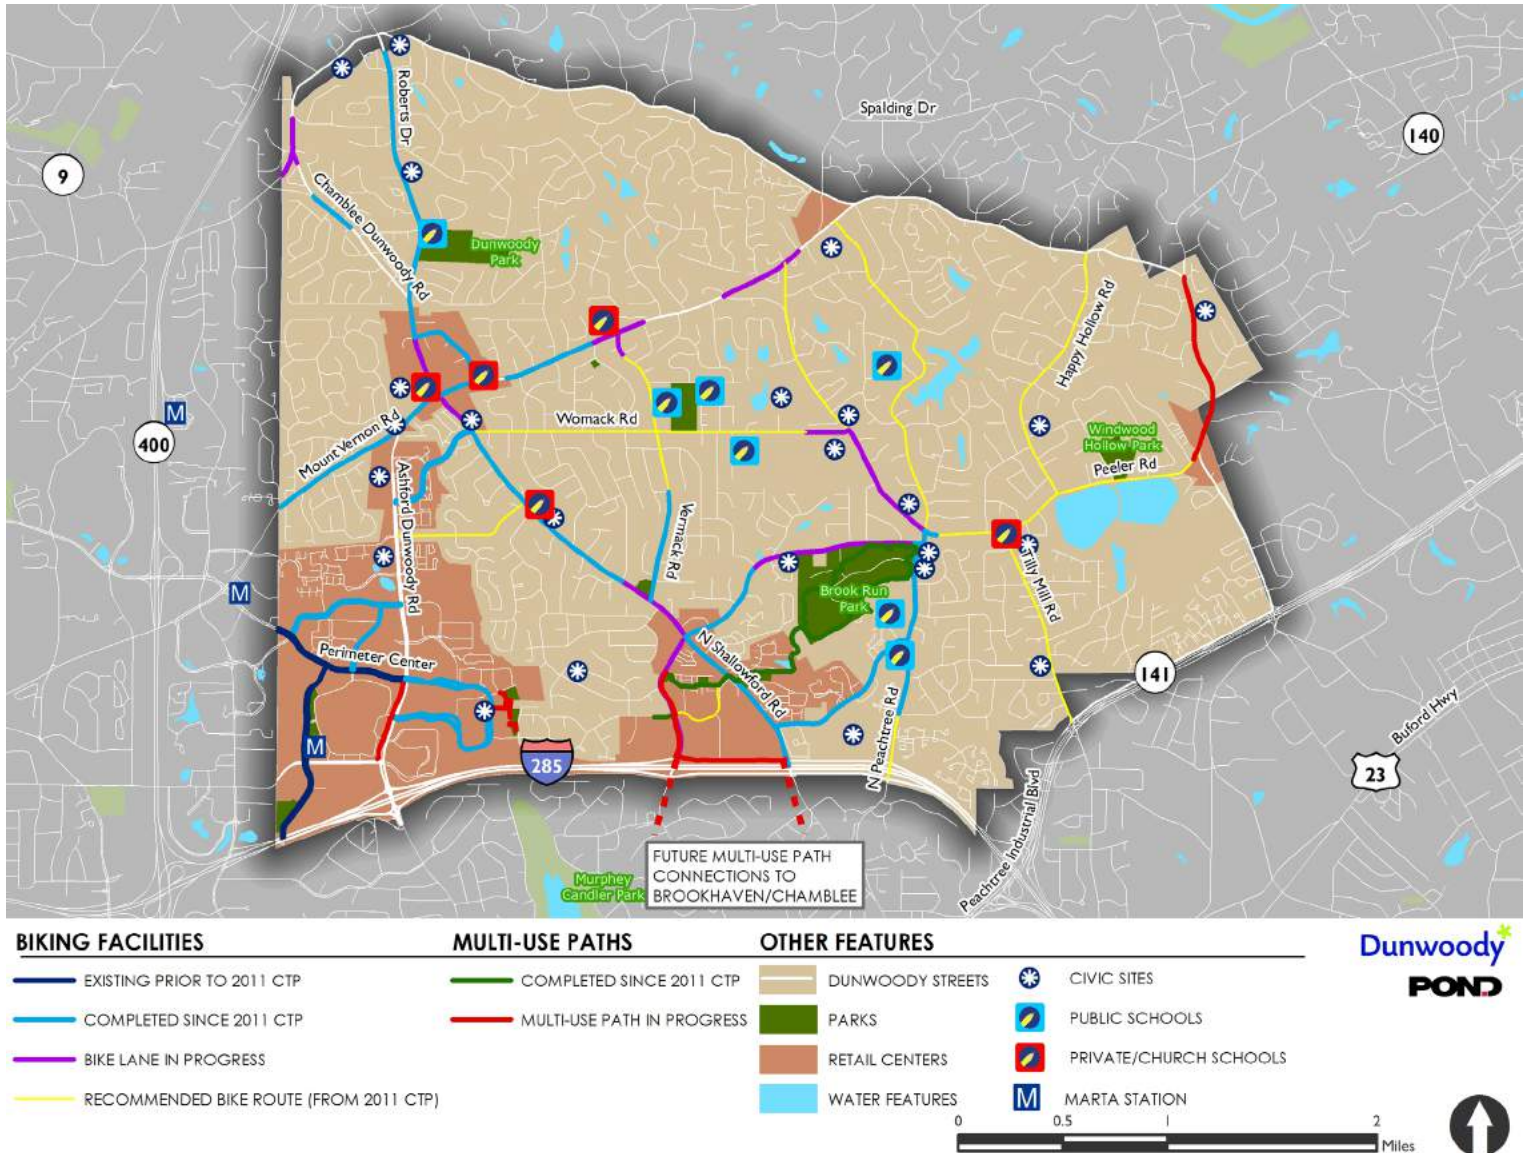 Spalding Dr
140
9
Roberts Dr
Chamblee Dunwoody Rd
Dunwoody
Park
Happy Hollow Rd
Womack Rd
Mount Vernon Rd
M
400
Windwood
Hollow Park
Peeler Rd
Ashford Dunwoody Rd
Vermack Rd
M
Brook Run
Park
Tilly Mill Rd
Perimeter Center
N Shallowford Rd
141
N Peachtree Rd
Buford Hwy
M
285
23
Peachtree Industrial Blvd
FUTURE MULTI-USE PATH
CONNECTIONS TO
BROOKHAVEN/CHAMBLEE
Murphey
Candler Park
BIKING FACILITIES
EXISTING PRIOR TO 2011 CTP
COMPLETED SINCE 2011 CTP
BIKE LANE IN PROGRESS
RECOMMENDED BIKE ROUTE (FROM 2011 CTP)
MULTI-USE PATHS
COMPLETED SINCE 2011 CTP
MULTI-USE PATH IN PROGRESS
OTHER FEATURES
DUNWOODY STREETS
PARKS
RETAIL CENTERS
WATER FEATURES
CIVIC SITES
PUBLIC SCHOOLS
PRIVATE/CHURCH SCHOOLS
M
MARTA STATION
Dunwoody
POND
0 0.5 1 2
Miles